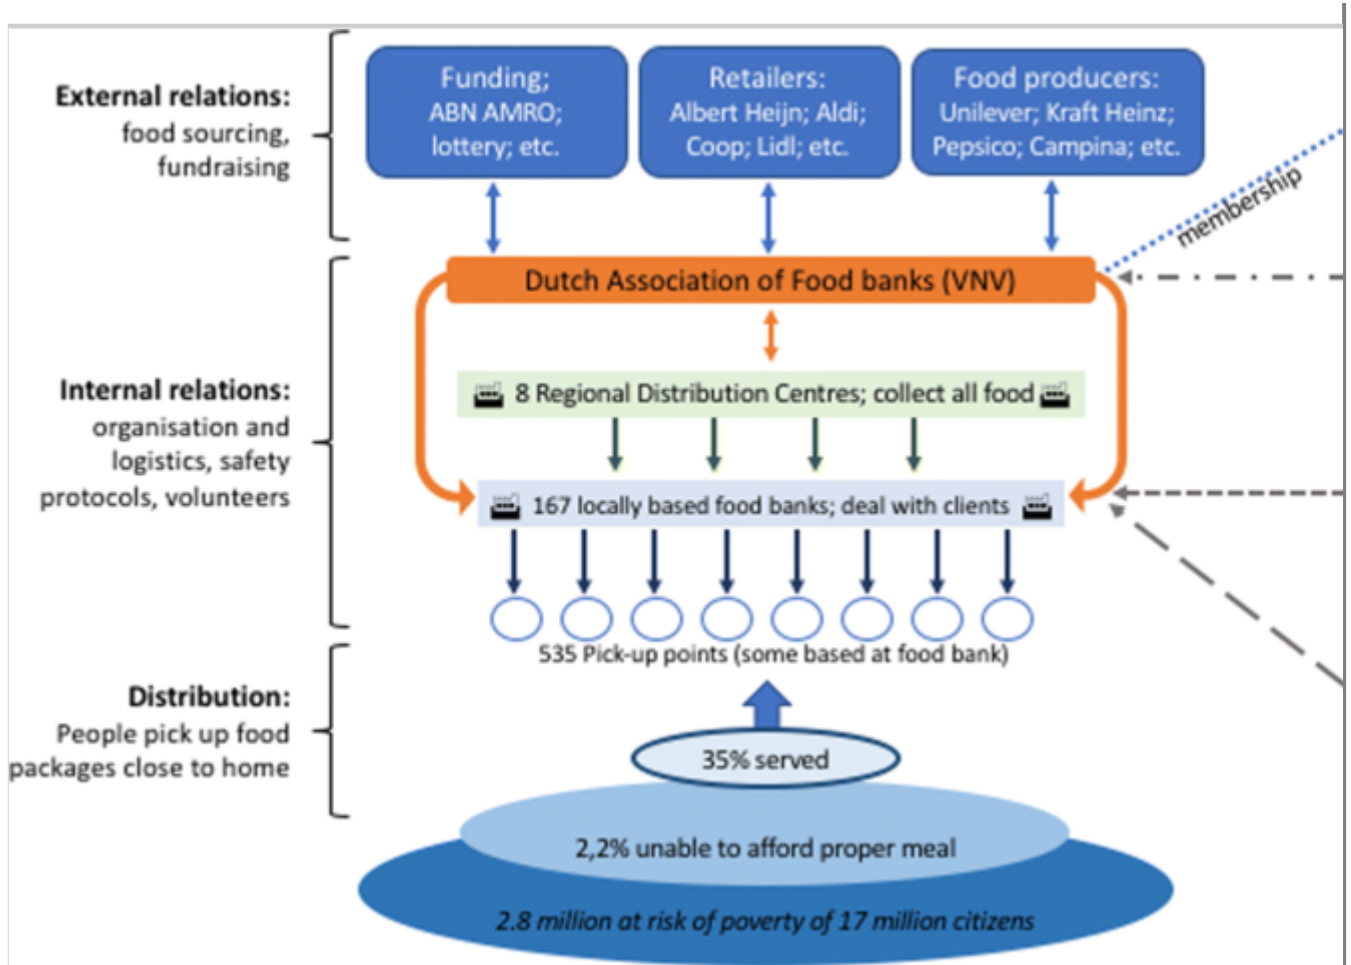 External relations:
food sourcing,
fundraising
Funding;
ABN AMRO;
lottery; etc.
Retailers:
Albert Heijn; Aldi;
Coop; Lidl; etc.
Food producers:
Unilever; Kraft Heinz;
Pepsico; Campina; etc.
membership
Dutch Association of Food banks (VNV)
Internal relations:
organisation and
logistics, safety
protocols, volunteers
8 Regional Distribution Centres; collect all food
167 locally based food banks; deal with clients
535 Pick-up points (some based at food bank)
Distribution:
People pick up food
packages close to home
35% served
2,2% unable to afford proper meal
2.8 million at risk of poverty of 17 million citizens